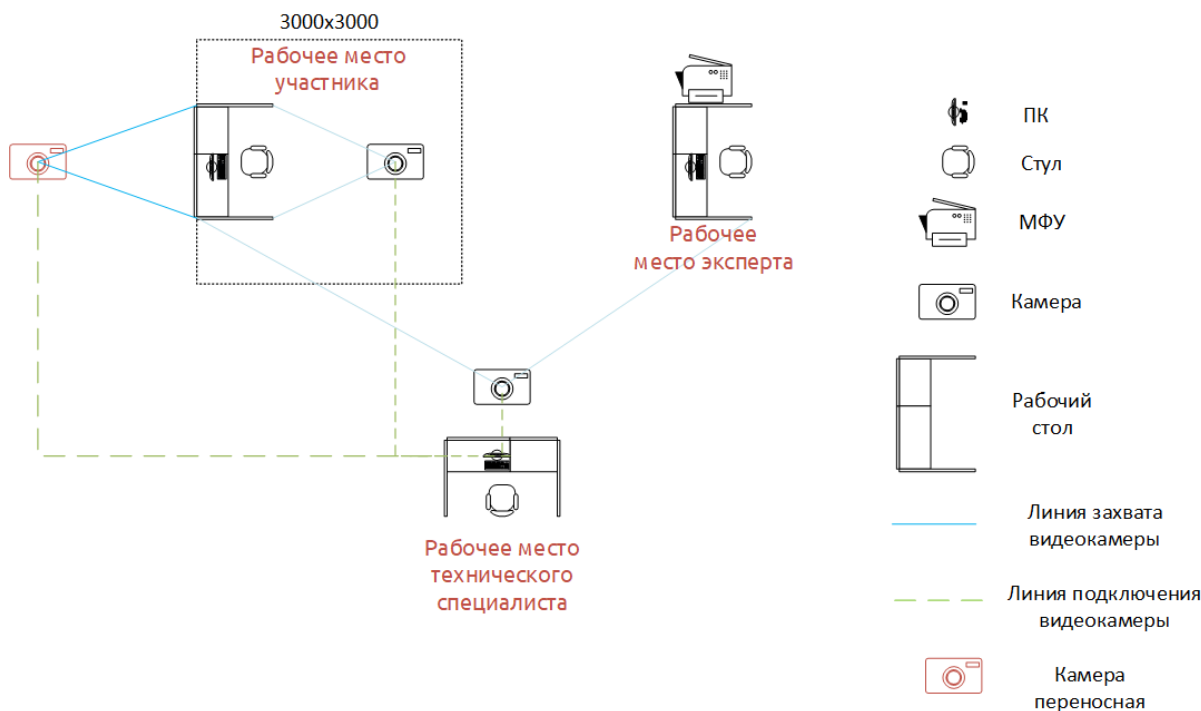 3000x3000
Рабочее место
участника
Рабочее
место эксперта
Рабочее место
технического
специалиста
ПК
Стул
МФУ
Камера
Рабочий
стол
Линия захвата
видеокамеры
Линия подключения
видеокамеры
Камера
переносная